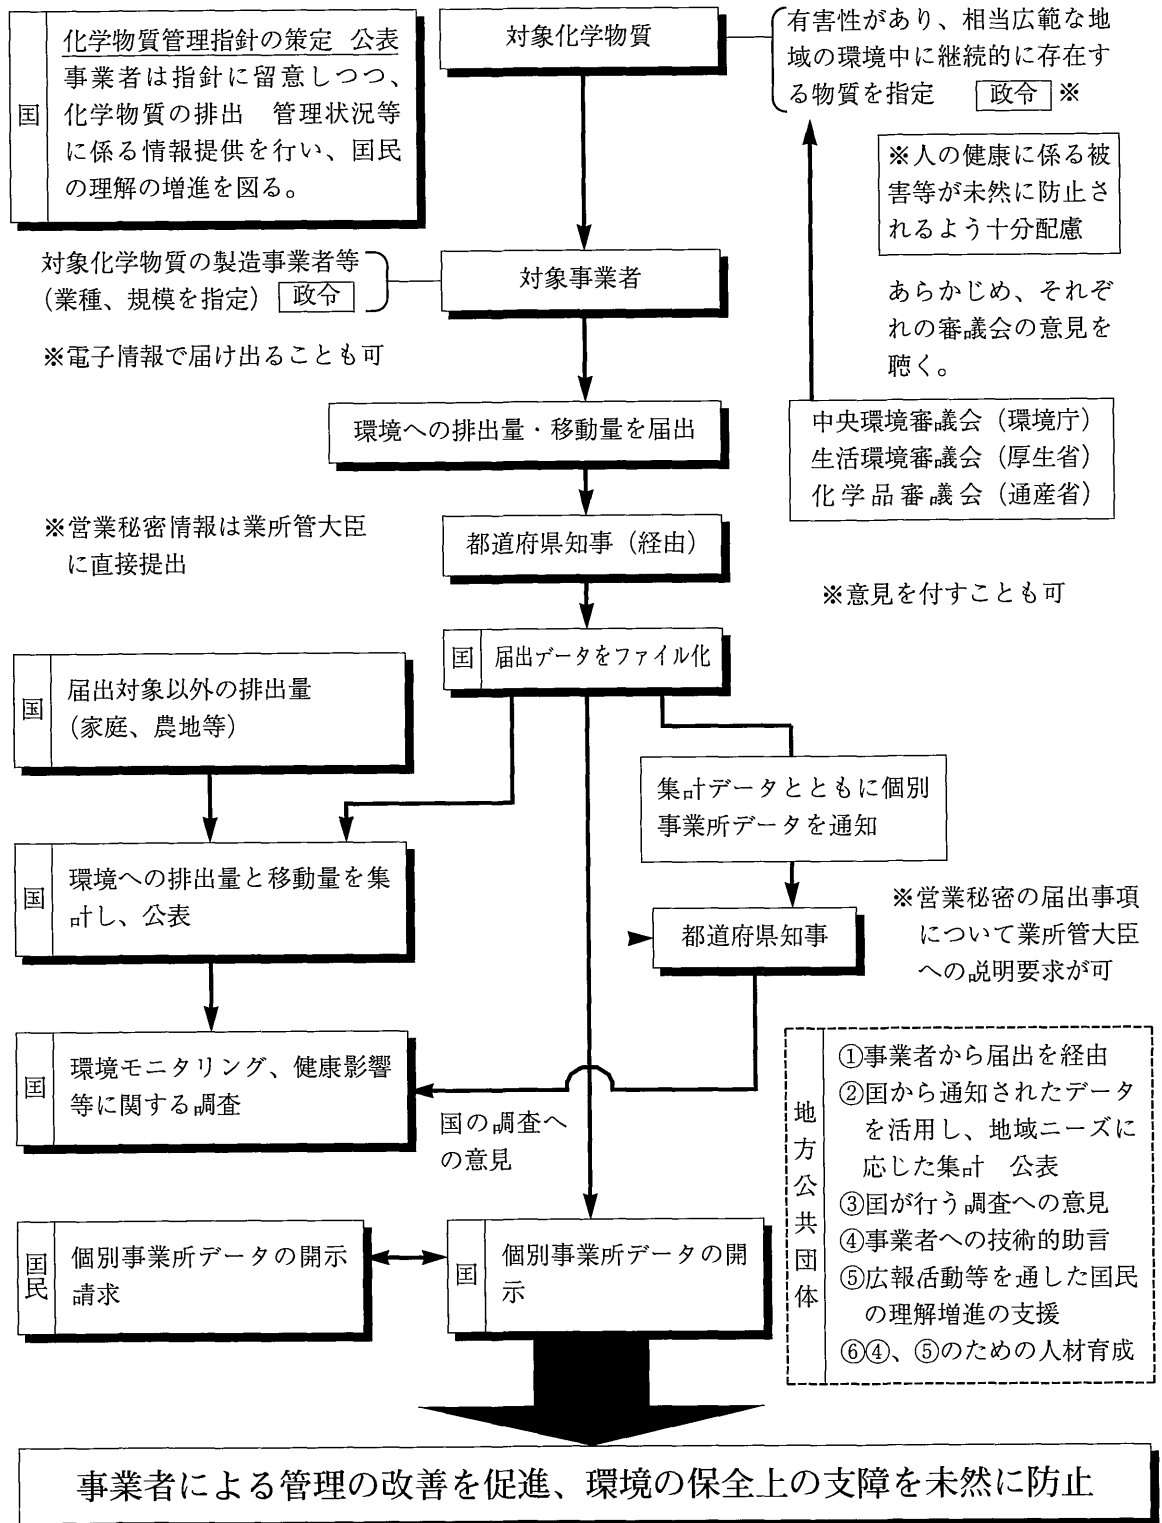 国
化学物質管理指針の策定 公表
事業者は指針に留意しつつ、
化学物質の排出 管理状況等
に係る情報提供を行い、国民
の理解の増進を図る。
対象化学物質
有害性があり、相当広範な地
域の環境中に継続的に存在す
る物質を指定 政令 ※
※人の健康に係る被
害等が未然に防止さ
れるよう十分配慮
対象化学物質の製造事業者等
(業種、規模を指定) 政令
対象事業者
あらかじめ、それぞ
れの審議会の意見を
聴く。
※電子情報で届け出ることも可
環境への排出量・移動量を届出
中央環境審議会(環境庁)
生活環境審議会(厚生省)
化学品審議会(通産省)
※営業秘密情報は業所管大臣
に直接提出
都道府県知事(経由)
※意見を付すことも可
国 届出データをファイル化
国
届出対象以外の排出量
(家庭、農地等)
集計データとともに個別
事業所データを通知
国
環境への排出量と移動量を集
計し、公表
都道府県知事
※営業秘密の届出事項
について業所管大臣
への説明要求が可
国
環境モニタリング、健康影響
等に関する調査
国の調査へ
の意見
地方公共団体
①事業者から届出を経由
②国から通知されたデータ
を活用し、地域ニーズに
応じた集計 公表
③国が行う調査への意見
④事業者への技術的助言
⑤広報活動等を通した国民
の理解増進の支援
⑥④、⑤のための人材育成
国民
個別事業所データの開示
請求
国
個別事業所データの開
示
事業者による管理の改善を促進、環境の保全上の支障を未然に防止